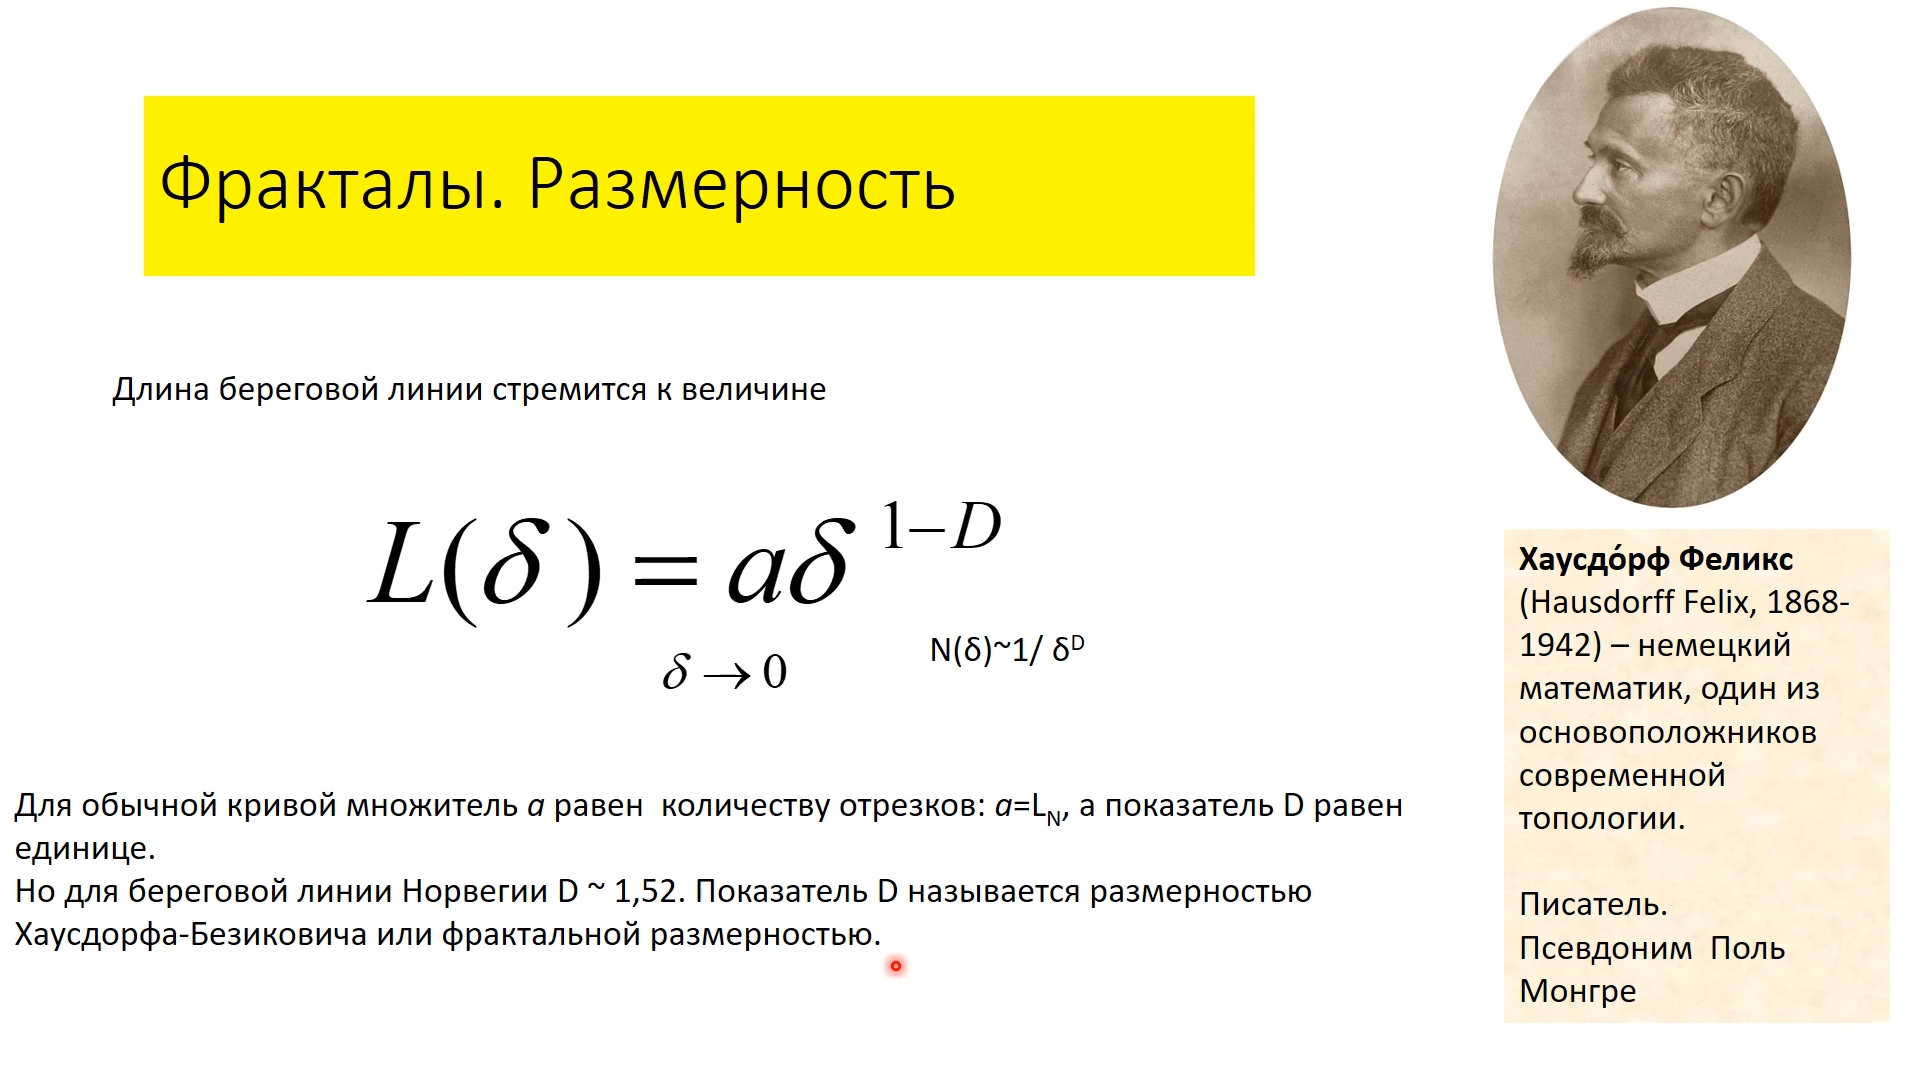 Фракталы. Размерность
Длина береговой линии стремится к величине
L(δ) = aδ^{1–D}
δ → 0
N(δ)~1/ δ^D
Для обычной кривой множитель a равен количеству отрезков: a=L_N, а показатель D равен
единице.
Но для береговой линии Норвегии D ~ 1,52. Показатель D называется размерностью
Хаусдорфа-Безиковича или фрактальной размерностью.
Хаусдо́рф Феликс
(Hausdorff Felix, 1868-
1942) – немецкий
математик, один из
основоположников
современной
топологии.
Писатель.
Псевдоним Поль
Монгре